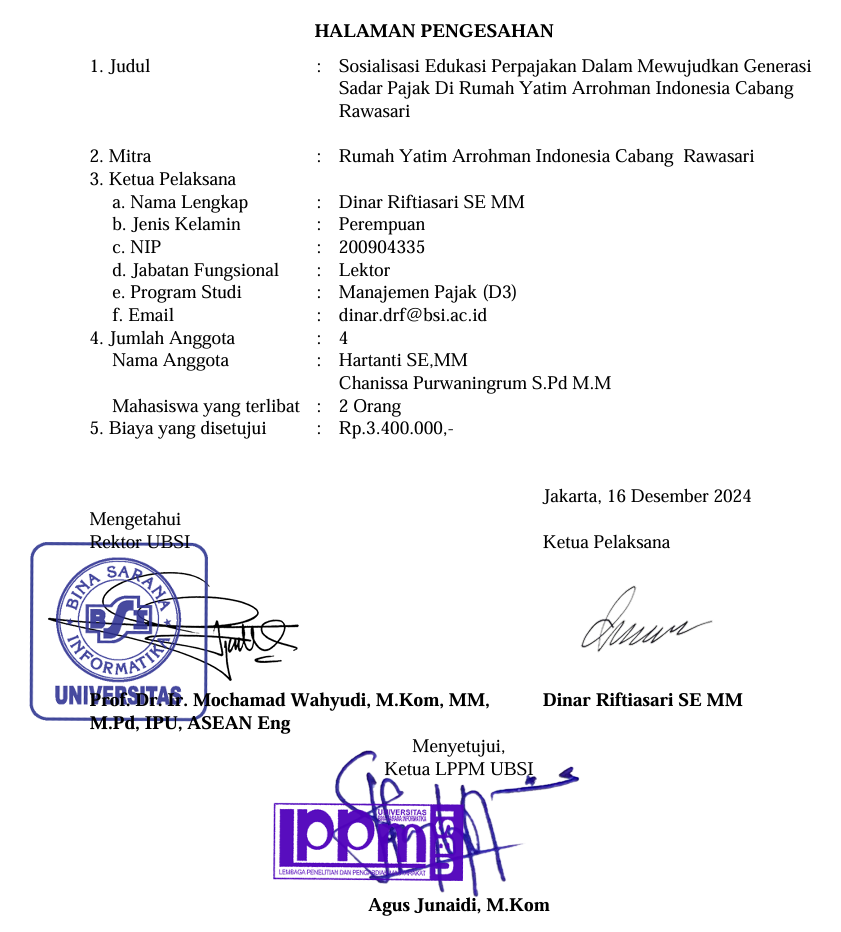 HALAMAN PENGESAHAN
1. Judul : Sosialisasi Edukasi Perpajakan Dalam Mewujudkan Generasi
Sadar Pajak Di Rumah Yatim Arrohman Indonesia Cabang
Rawasari
2. Mitra : Rumah Yatim Arrohman Indonesia Cabang Rawasari
3. Ketua Pelaksana
a. Nama Lengkap : Dinar Riftiasari SE MM
b. Jenis Kelamin : Perempuan
c. NIP : 200904335
d. Jabatan Fungsional : Lektor
e. Program Studi : Manajemen Pajak (D3)
f. Email : dinar.drf@bsi.ac.id
4. Jumlah Anggota : 4
Nama Anggota : Hartanti SE,MM
Chanissa Purwaningrum S.Pd M.M
Mahasiswa yang terlibat : 2 Orang
5. Biaya yang disetujui : Rp.3.400.000,-
Jakarta, 16 Desember 2024
Mengetahui
Rektor UBSI
Ketua Pelaksana
BINA SARANA
BSI
INFORMATIKA
UNIVERSITAS
Prof. Dr. Ir. Mochamad Wahyudi, M.Kom, MM,
M.Pd, IPU, ASEAN Eng
Dinar Riftiasari SE MM
Menyetujui,
Ketua LPPM UBSI
UNIVERSITAS
BINA SARANA INFORMATIKA
lppm
LEMBAGA PENELITIAN DAN PENGABDIAN MASYARAKAT
Agus Junaidi, M.Kom